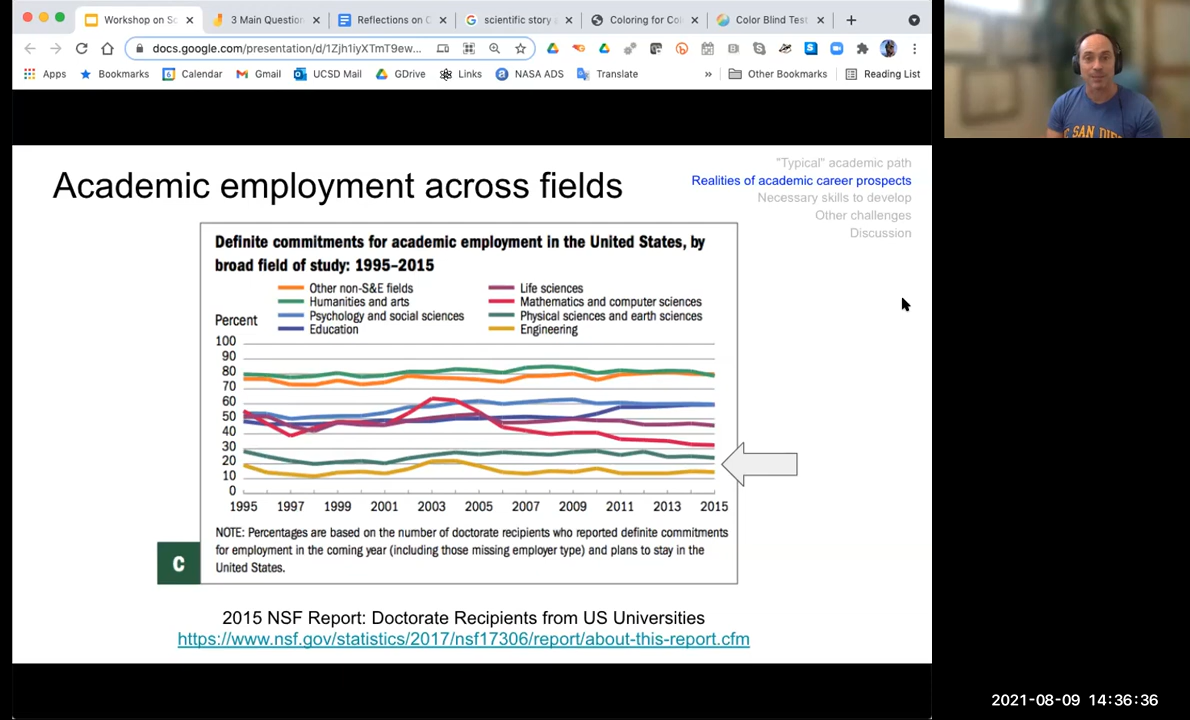 Workshop on Sc
3 Main Question
Reflections on C
scientific story
Coloring for Col
Color Blind Test
docs.google.com/presentation/d/1Zjh1iyXTmT9ew...
Apps
Bookmarks
Calendar
Gmail
UCSD Mail
GDrive
Links
NASA ADS
Translate
»
Other Bookmarks
Reading List
SAN DIE
Academic employment across fields
"Typical" academic path
Realities of academic career prospects
Necessary skills to develop
Other challenges
Discussion
Definite commitments for academic employment in the United States, by
broad field of study: 1995–2015
Other non-S&E fields
Humanities and arts
Psychology and social sciences
Education
Life sciences
Mathematics and computer sciences
Physical sciences and earth sciences
Engineering
Percent
100
90
80
70
60
50
40
30
20
10
0
1995 1997 1999 2001 2003 2005 2007 2009 2011 2013 2015
NOTE: Percentages are based on the number of doctorate recipients who reported definite commitments
for employment in the coming year (including those missing employer type) and plans to stay in the
United States.
C
2015 NSF Report: Doctorate Recipients from US Universities
https://www.nsf.gov/statistics/2017/nsf17306/report/about-this-report.cfm
2021-08-09 14:36:36